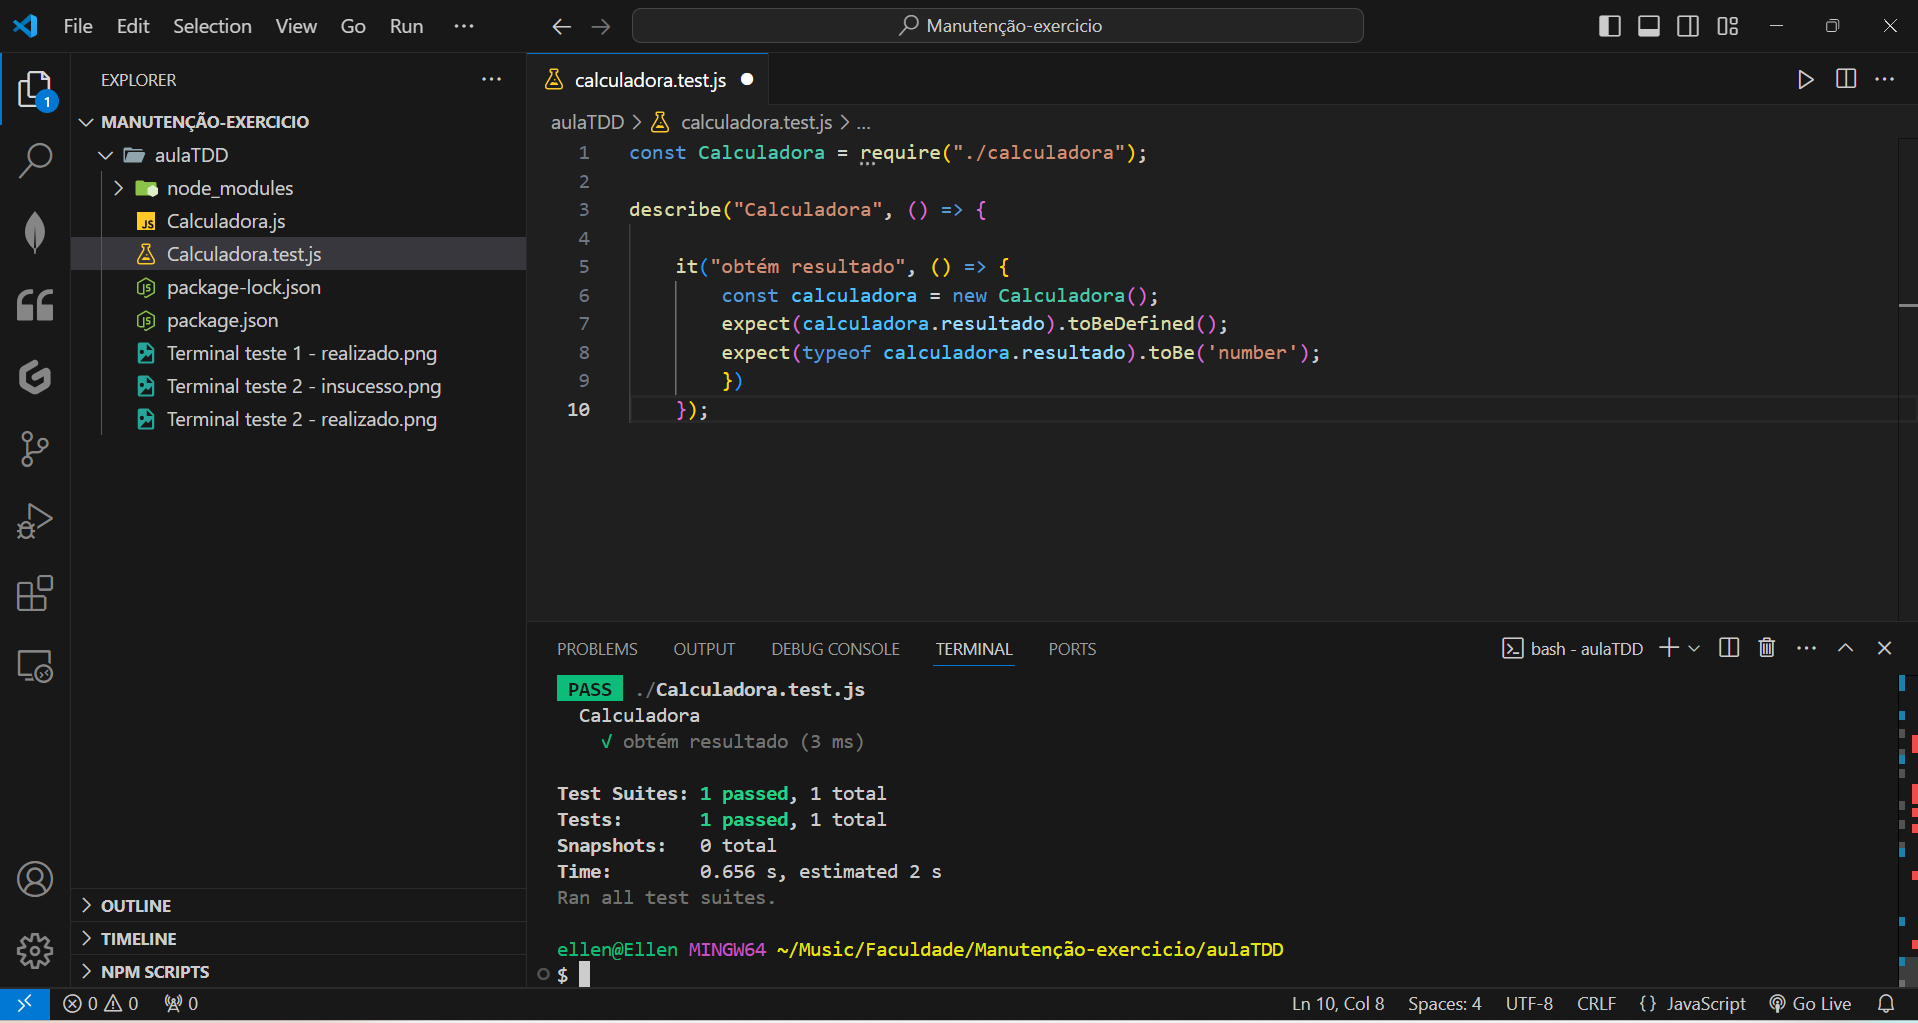 File Edit Selection View Go Run ··· Manutenção-exercicio
EXPLORER ···
1
MANUTENÇÃO-EXERCICIO
aulaTDD
node_modules
JS Calculadora.js
Calculadora.test.js
package-lock.json
package.json
Terminal teste 1 - realizado.png
Terminal teste 2 - insucesso.png
Terminal teste 2 - realizado.png
OUTLINE
TIMELINE
NPM SCRIPTS
calculadora.test.js
aulaTDD > calculadora.test.js > ...
1 const Calculadora = require("./calculadora");
2
3 describe("Calculadora", () => {
4
5 it("obtém resultado", () => {
6 const calculadora = new Calculadora();
7 expect(calculadora.resultado).toBeDefined();
8 expect(typeof calculadora.resultado).toBe('number');
9 })
10 });
PROBLEMS OUTPUT DEBUG CONSOLE TERMINAL PORTS bash - aulaTDD
PASS ./Calculadora.test.js
Calculadora
√ obtém resultado (3 ms)
Test Suites: 1 passed, 1 total
Tests: 1 passed, 1 total
Snapshots: 0 total
Time: 0.656 s, estimated 2 s
Ran all test suites.
ellen@Ellen MINGW64 ~/Music/Faculdade/Manutenção-exercicio/aulaTDD
$
0 0 0 Ln 10, Col 8 Spaces: 4 UTF-8 CRLF {} JavaScript Go Live